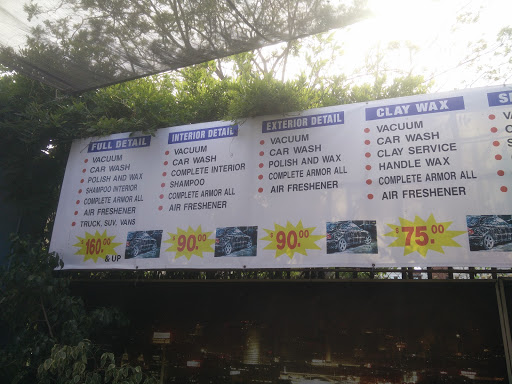 FULL DETAIL
VACUUM
CAR WASH
POLISH AND WAX
SHAMPOO INTERIOR
COMPLETE ARMOR ALL
AIR FRESHENER
TRUCK, SUV. VANS
160.00
& UP
INTERIOR DETAIL
VACUUM
CAR WASH
COMPLETE INTERIOR
SHAMPOO
COMPLETE ARMOR ALL
AIR FRESHENER
90.00
EXTERIOR DETAIL
VACUUM
CAR WASH
POLISH AND WAX
COMPLETE ARMOR ALL
AIR FRESHENER
90.00
CLAY WAX
VACUUM
CAR WASH
CLAY SERVICE
HANDLE WAX
COMPLETE ARMOR ALL
AIR FRESHENER
$75.00